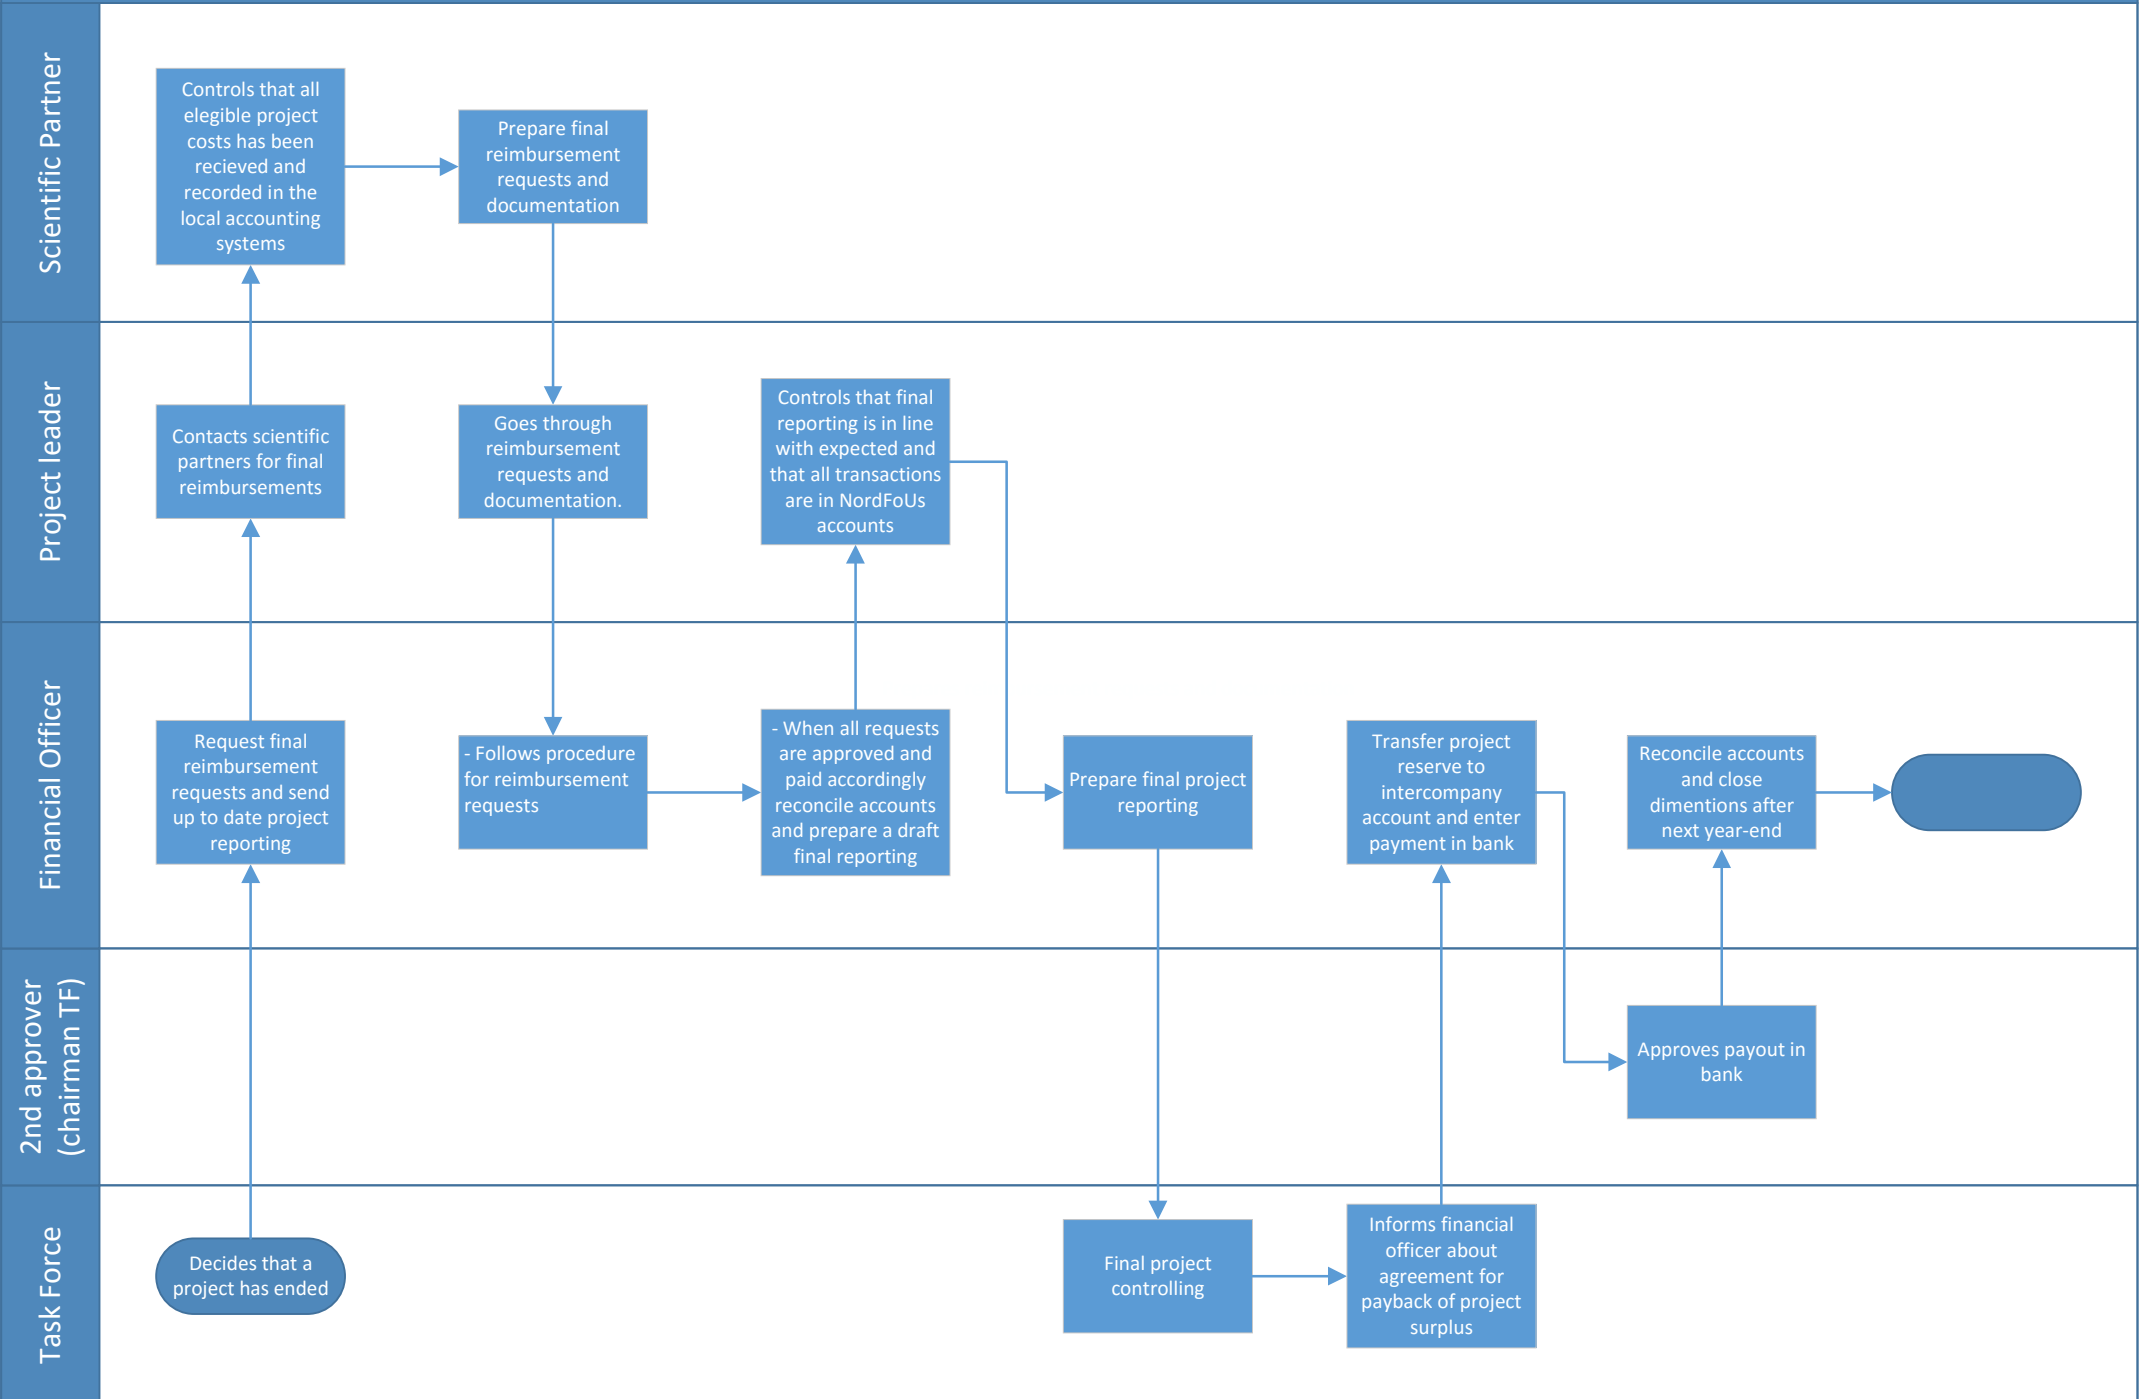 Scientific Partner
Controls that all
elegible project
costs has been
recieved and
recorded in the
local accounting
systems
Prepare final
reimbursement
requests and
documentation
Project leader
Contacts scientific
partners for final
reimbursements
Goes through
reimbursement
requests and
documentation.
Controls that final
reporting is in line
with expected and
that all transactions
are in NordFoUs
accounts
Financial Officer
Request final
reimbursement
requests and send
up to date project
reporting
- Follows procedure
for reimbursement
requests
- When all requests
are approved and
paid accordingly
reconcile accounts
and prepare a draft
final reporting
Prepare final project
reporting
Transfer project
reserve to
intercompany
account and enter
payment in bank
Reconcile accounts
and close
dimentions after
next year-end
2nd approver
(chairman TF)
Approves payout in
bank
Task Force
Decides that a
project has ended
Final project
controlling
Informs financial
officer about
agreement for
payback of project
surplus